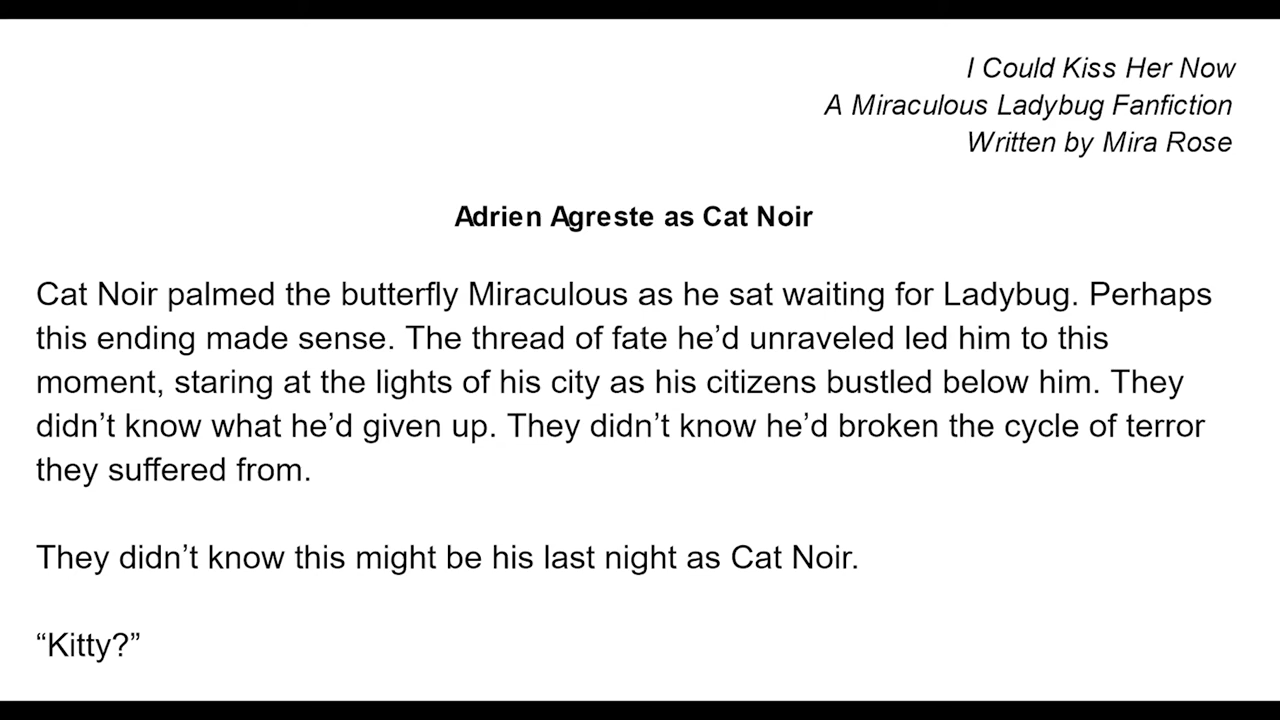 I Could Kiss Her Now
A Miraculous Ladybug Fanfiction
Written by Mira Rose
Adrien Agreste as Cat Noir
Cat Noir palmed the butterfly Miraculous as he sat waiting for Ladybug. Perhaps
this ending made sense. The thread of fate he’d unraveled led him to this
moment, staring at the lights of his city as his citizens bustled below him. They
didn’t know what he’d given up. They didn’t know he’d broken the cycle of terror
they suffered from.
They didn’t know this might be his last night as Cat Noir.
“Kitty?”